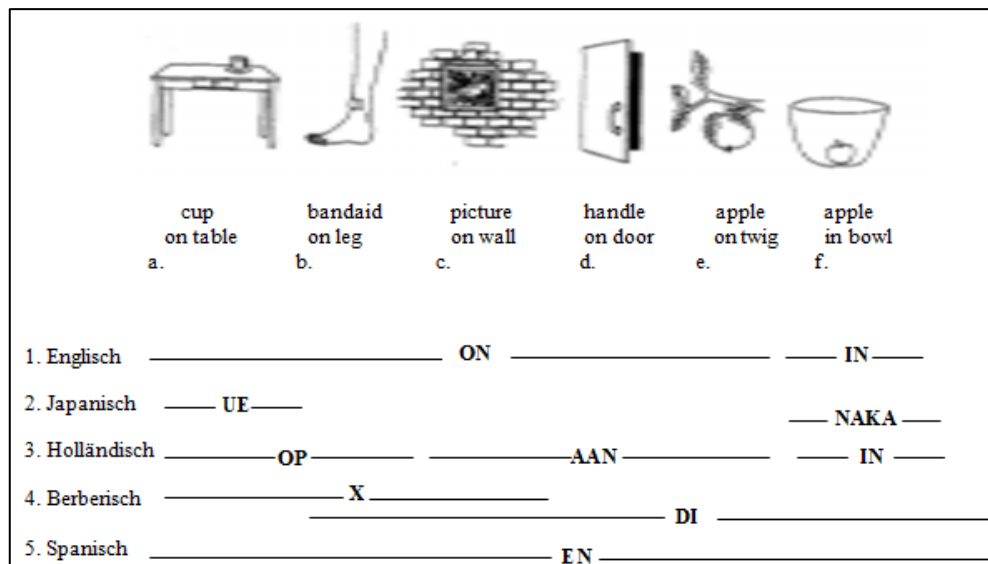 cup bandaid picture handle apple apple
on table on leg on wall on door on twig in bowl
a. b. c. d. e. f.
1. Englisch ON IN
2. Japanisch UE NAKA
3. Holländisch OP AAN IN
4. Berberisch X DI
5. Spanisch EN